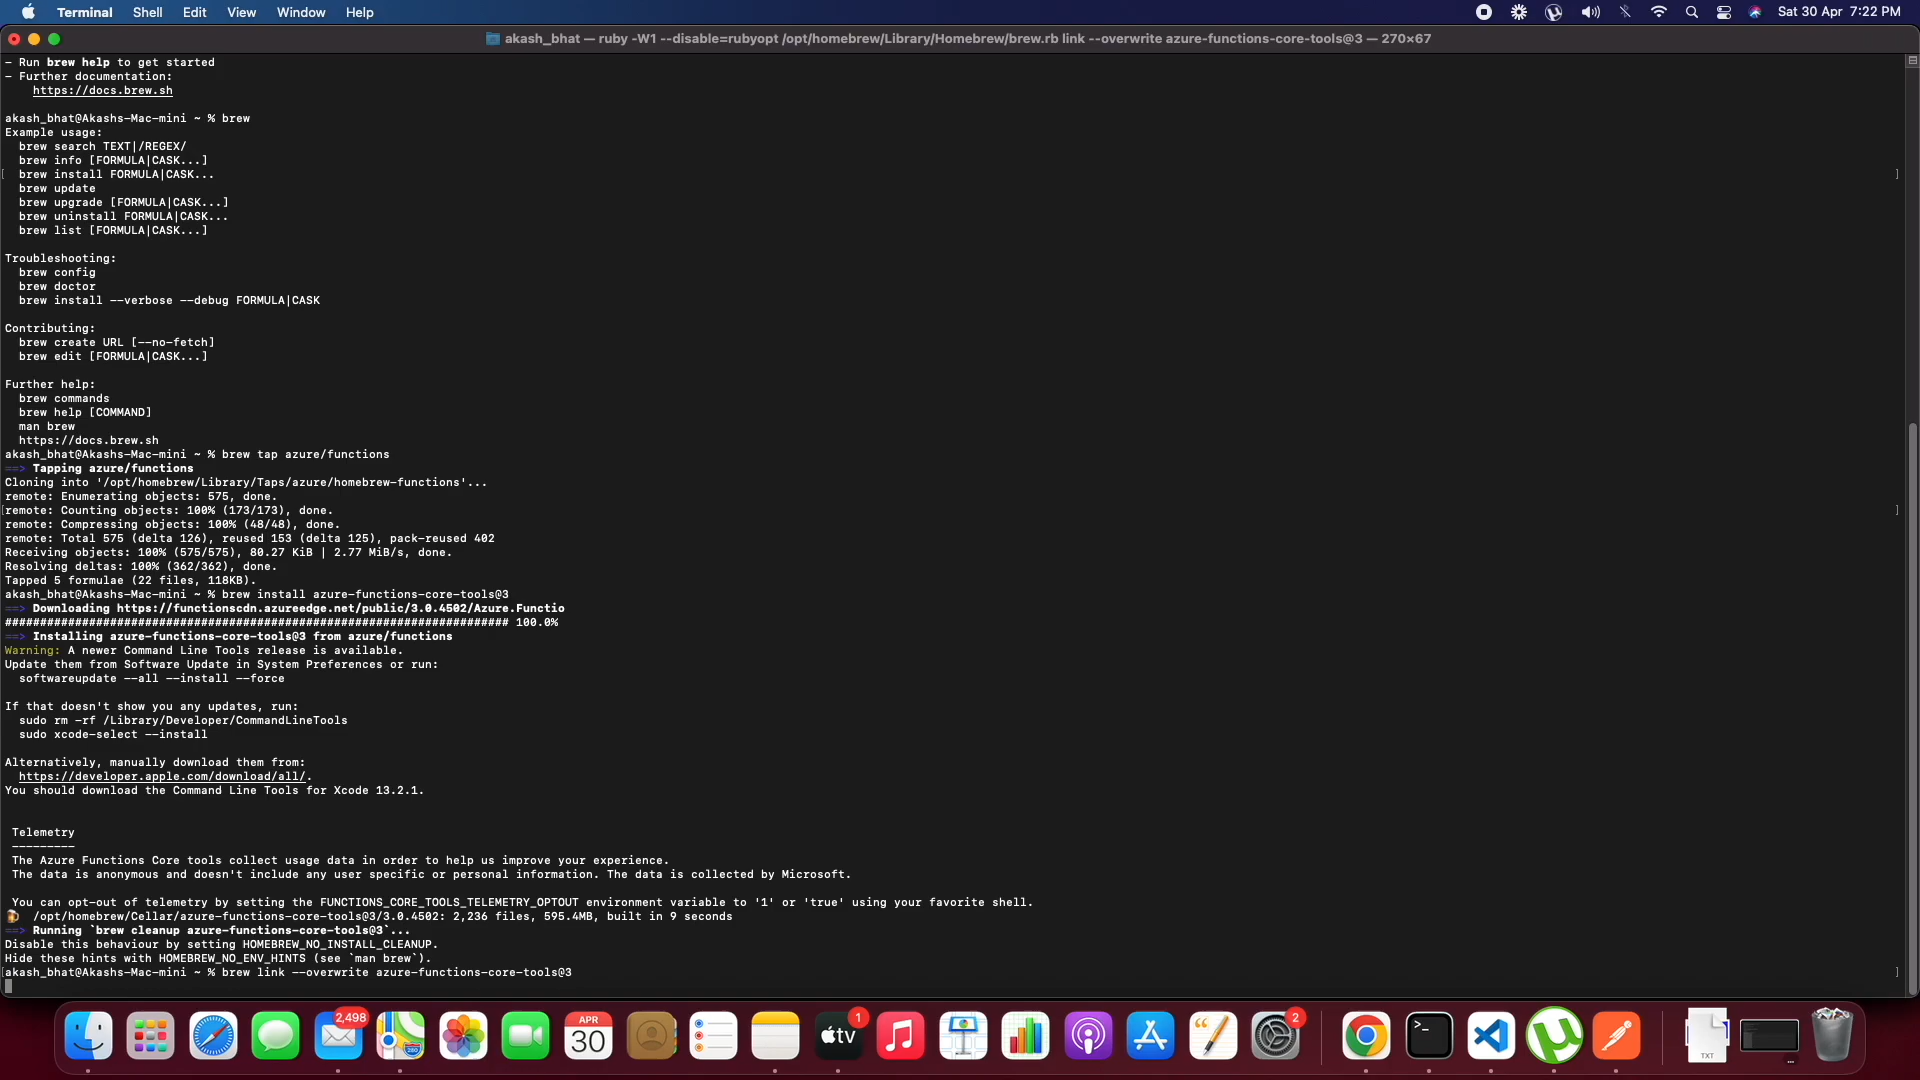 Terminal Shell Edit View Window Help Sat 30 Apr 7:22 PM
akash_bhat — ruby -W1 --disable=rubyopt /opt/homebrew/Library/Homebrew/brew.rb link --overwrite azure-functions-core-tools@3 — 270×67
- Run brew help to get started
- Further documentation:
https://docs.brew.sh
akash_bhat@Akashs-Mac-mini ~ % brew
Example usage:
brew search TEXT|/REGEX/
brew info [FORMULA|CASK...]
[ brew install FORMULA|CASK... ]
brew update
brew upgrade [FORMULA|CASK...]
brew uninstall FORMULA|CASK...
brew list [FORMULA|CASK...]
Troubleshooting:
brew config
brew doctor
brew install --verbose --debug FORMULA|CASK
Contributing:
brew create URL [--no-fetch]
brew edit [FORMULA|CASK...]
Further help:
brew commands
brew help [COMMAND]
man brew
https://docs.brew.sh
akash_bhat@Akashs-Mac-mini ~ % brew tap azure/functions
==> Tapping azure/functions
Cloning into '/opt/homebrew/Library/Taps/azure/homebrew-functions'...
remote: Enumerating objects: 575, done.
[remote: Counting objects: 100% (173/173), done. ]
remote: Compressing objects: 100% (48/48), done.
remote: Total 575 (delta 126), reused 153 (delta 125), pack-reused 402
Receiving objects: 100% (575/575), 80.27 KiB | 2.77 MiB/s, done.
Resolving deltas: 100% (362/362), done.
Tapped 5 formulae (22 files, 118KB).
akash_bhat@Akashs-Mac-mini ~ % brew install azure-functions-core-tools@3
==> Downloading https://functionscdn.azureedge.net/public/3.0.4502/Azure.Functio
######################################################################## 100.0%
==> Installing azure-functions-core-tools@3 from azure/functions
Warning: A newer Command Line Tools release is available.
Update them from Software Update in System Preferences or run:
softwareupdate --all --install --force
If that doesn't show you any updates, run:
sudo rm -rf /Library/Developer/CommandLineTools
sudo xcode-select --install
Alternatively, manually download them from:
https://developer.apple.com/download/all/.
You should download the Command Line Tools for Xcode 13.2.1.
Telemetry
---------
The Azure Functions Core tools collect usage data in order to help us improve your experience.
The data is anonymous and doesn't include any user specific or personal information. The data is collected by Microsoft.
You can opt-out of telemetry by setting the FUNCTIONS_CORE_TOOLS_TELEMETRY_OPTOUT environment variable to '1' or 'true' using your favorite shell.
🍺 /opt/homebrew/Cellar/azure-functions-core-tools@3/3.0.4502: 2,236 files, 595.4MB, built in 9 seconds
==> Running `brew cleanup azure-functions-core-tools@3`...
Disable this behaviour by setting HOMEBREW_NO_INSTALL_CLEANUP.
Hide these hints with HOMEBREW_NO_ENV_HINTS (see `man brew`).
[akash_bhat@Akashs-Mac-mini ~ % brew link --overwrite azure-functions-core-tools@3 ]
2,498
APR
30
tv
1
2
>_
TXT